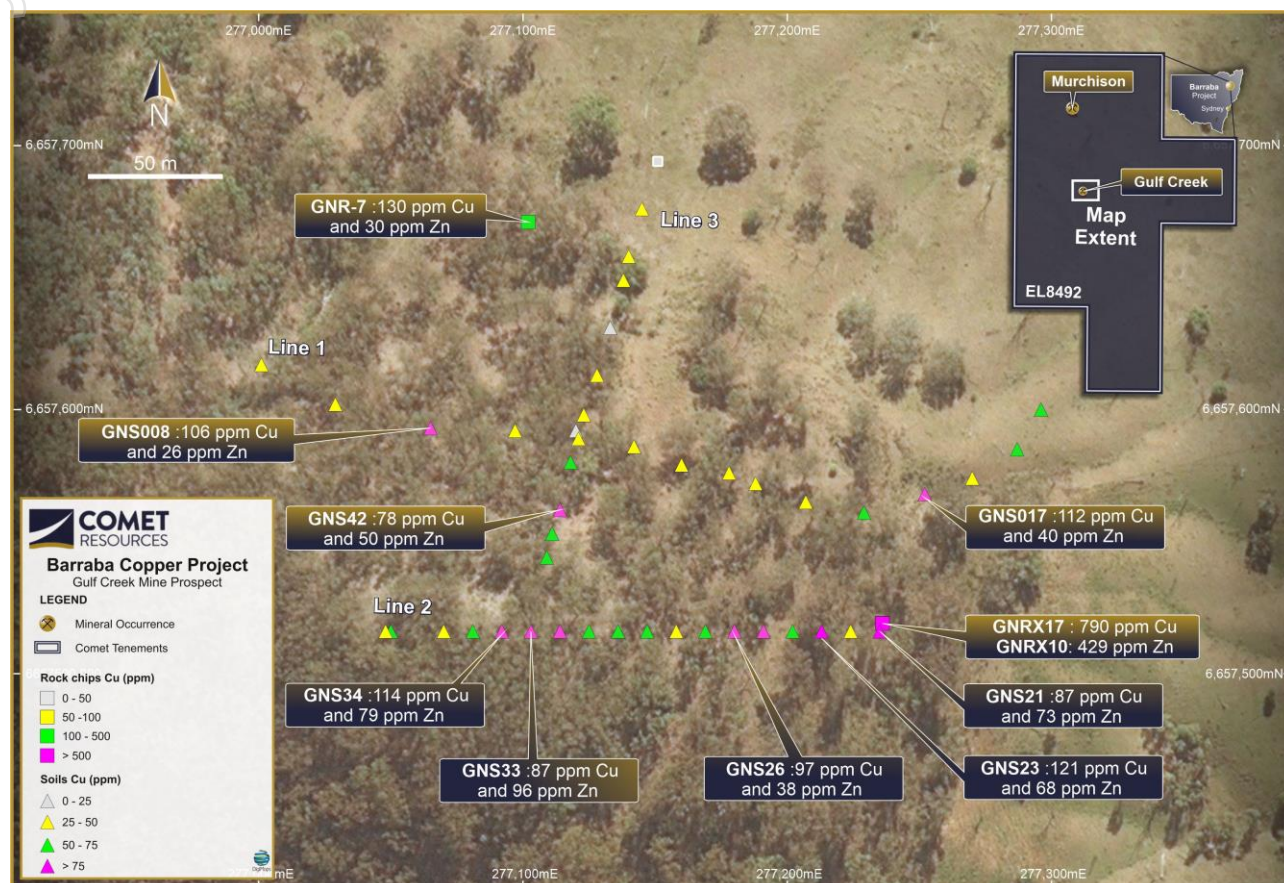 277,000mE
277,100mE
277,200mE
277,300mE
N
50 m
6,657,700mN
Murchison
Barraba
Project
Sydney
Gulf Creek
Map
Extent
EL8492
GNR-7 :130 ppm Cu
and 30 ppm Zn
Line 3
Line 1
6,657,600mN
6,657,600mN
GNS008 :106 ppm Cu
and 26 ppm Zn
GNS42 :78 ppm Cu
and 50 ppm Zn
GNS017 :112 ppm Cu
and 40 ppm Zn
Line 2
GNRX17 : 790 ppm Cu
GNRX10: 429 ppm Zn
GNS34 :114 ppm Cu
and 79 ppm Zn
GNS21 :87 ppm Cu
and 73 ppm Zn
6,657,500mN
GNS33 :87 ppm Cu
and 96 ppm Zn
GNS26 :97 ppm Cu
and 38 ppm Zn
GNS23 :121 ppm Cu
and 68 ppm Zn
COMET
RESOURCES
Barraba Copper Project
Gulf Creek Mine Prospect
LEGEND
Mineral Occurrence
Comet Tenements
Rock chips Cu (ppm)
0 - 50
50 -100
100 - 500
> 500
Soils Cu (ppm)
0 - 25
25 - 50
50 - 75
> 75
DigPlan
277,100mE
277,200mE
277,300mE